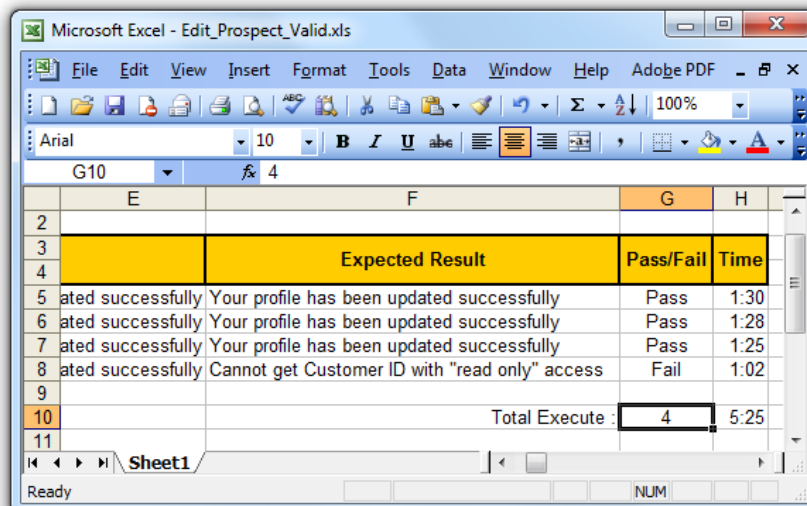 Microsoft Excel - Edit_Prospect_Valid.xls
File Edit View Insert Format Tools Data Window Help Adobe PDF
ABC Σ A Z 100%
Arial 10 B I U abc a A
G10 fx 4
E F G H
2
3 Expected Result Pass/Fail Time
4
5 ated successfully Your profile has been updated successfully Pass 1:30
6 ated successfully Your profile has been updated successfully Pass 1:28
7 ated successfully Your profile has been updated successfully Pass 1:25
8 ated successfully Cannot get Customer ID with "read only" access Fail 1:02
9
10 Total Execute : 4 5:25
11
Sheet1
Ready NUM